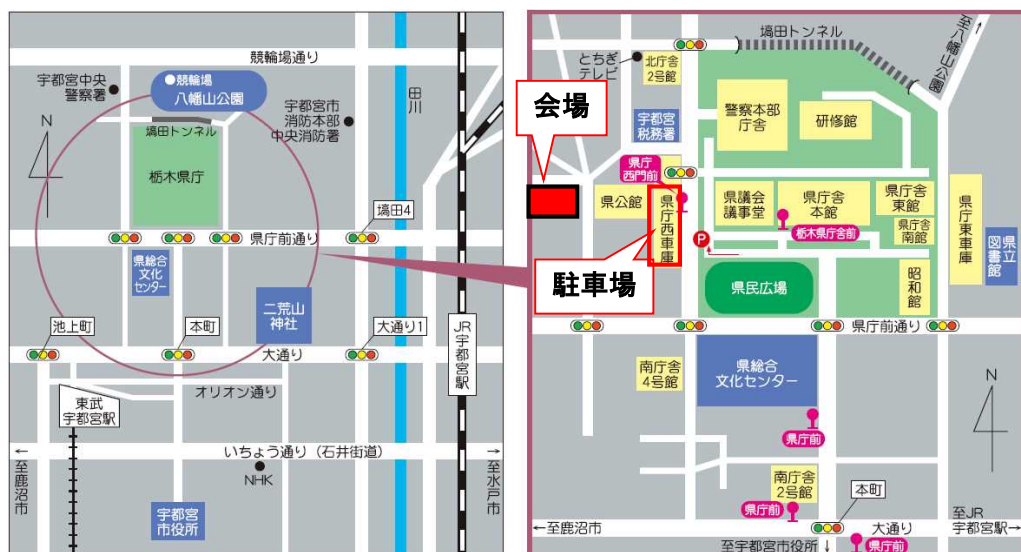 競輪場通り
宇都宮中央
警察署
競輪場
八幡山公園
宇都宮市
消防本部
中央消防署
田川
N
塙田トンネル
栃木県庁
塙田4
県庁前通り
県総合
文化
センター
二荒山
神社
池上町
本町
大通り1
JR宇都宮駅
大通り
オリオン通り
東武
宇都宮駅
いちょう通り（石井街道）
NHK
←至鹿沼市
宇都宮
市役所
至水戸市→
塙田トンネル
至八幡山公園→
とちぎ
テレビ
北庁舎
2号館
会場
宇都宮
税務署
警察本部
庁舎
研修館
県庁
西門前
県公館
県庁西車庫
県議会
議事堂
県庁舎
本館
県庁舎
東館
栃木県庁舎前
県庁舎
南館
県庁東車庫
県立
図書館
P
駐車場
県民広場
昭和館
県庁前通り
南庁舎
4号館
県総合
文化センター
N
県庁前
南庁舎
2号館
本町
県庁前
←至鹿沼市
大通り
至JR
宇都宮駅→
至宇都宮市役所↓
県庁前